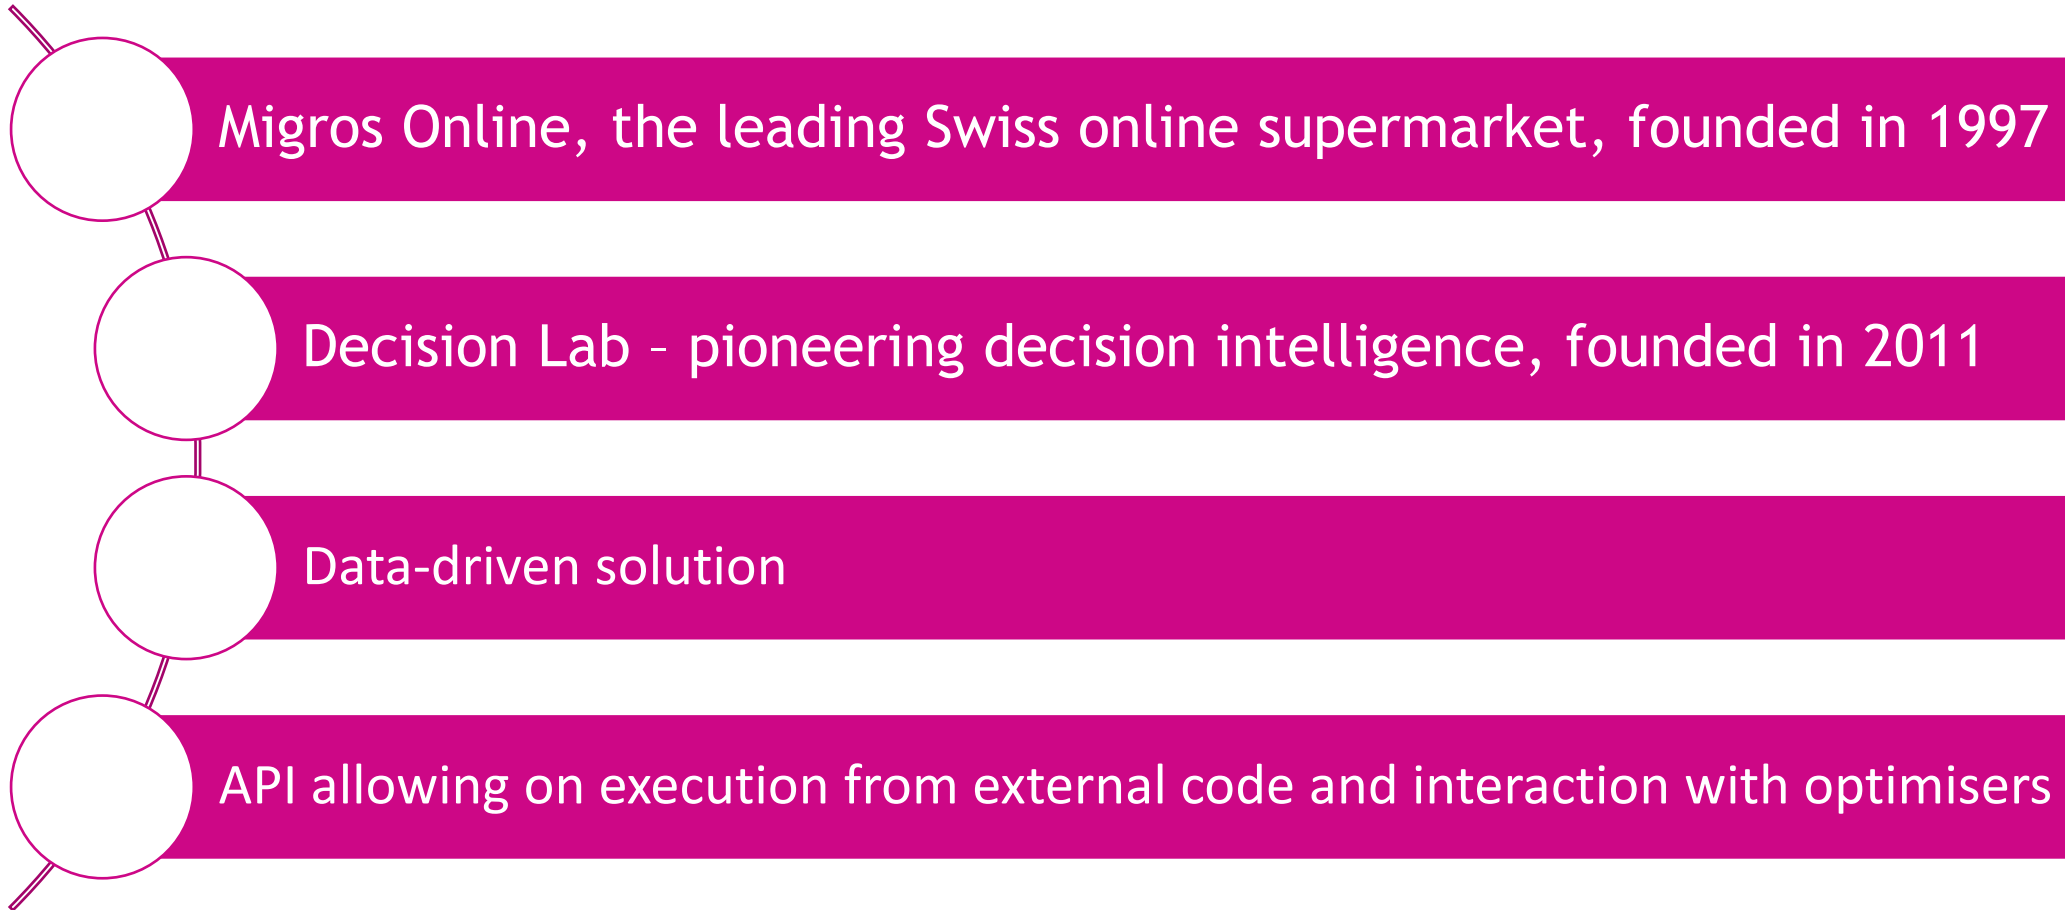 Migros Online, the leading Swiss online supermarket, founded in 1997
Decision Lab – pioneering decision intelligence, founded in 2011
Data-driven solution
API allowing on execution from external code and interaction with optimisers